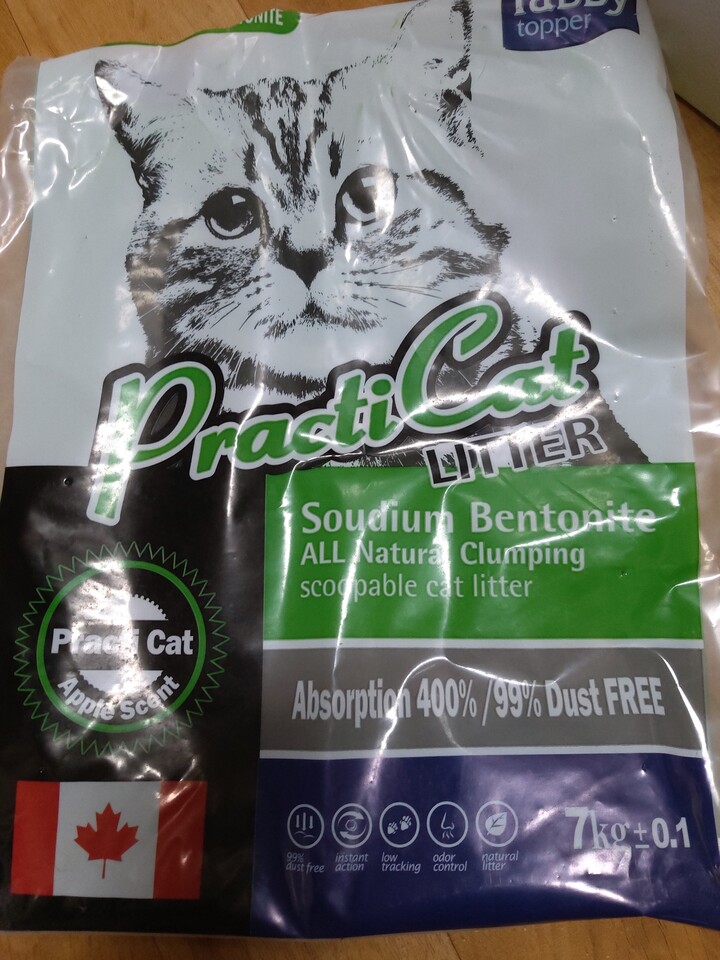 TABBY
topper
PractiCat
LITTER
Soudium Bentonite
ALL Natural Clumping
scoopable cat litter
Practi Cat
Apple Scent
Absorption 400% / 99% Dust FREE
99%
dust free
instant
action
low
tracking
odor
control
natural
litter
7kg±0.1